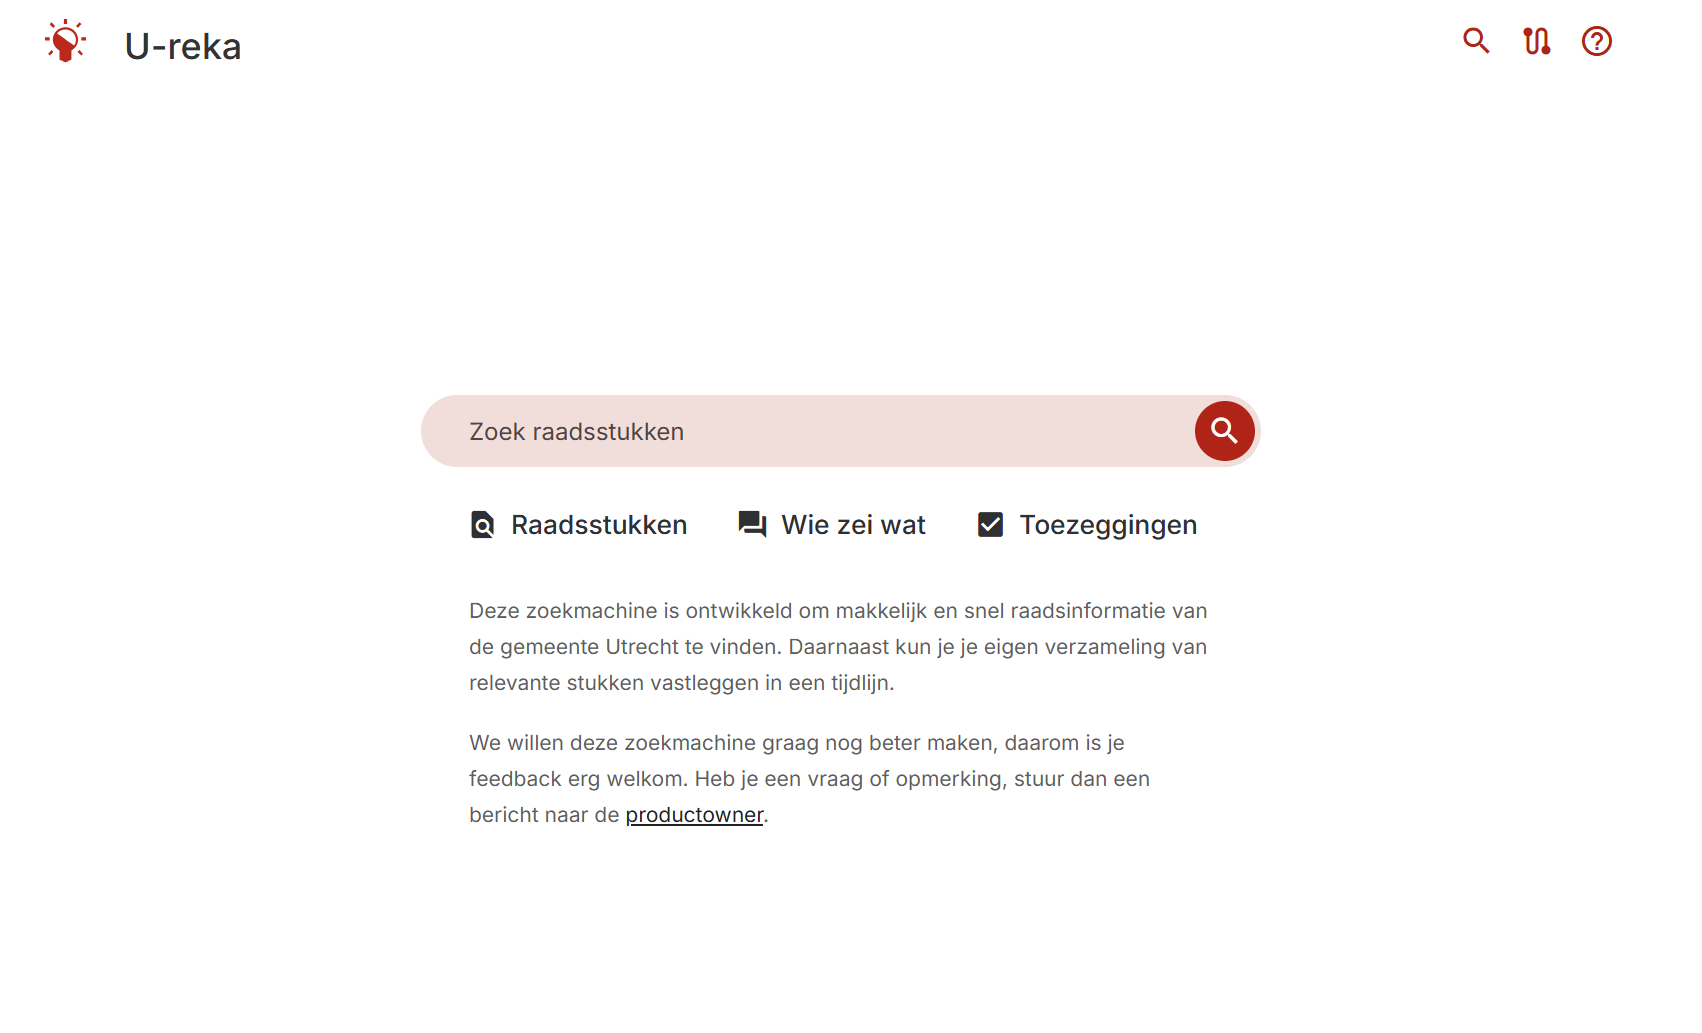 U-reka
Zoek raadsstukken
Raadsstukken
Wie zei wat
Toezeggingen
Deze zoekmachine is ontwikkeld om makkelijk en snel raadsinformatie van
de gemeente Utrecht te vinden. Daarnaast kun je je eigen verzameling van
relevante stukken vastleggen in een tijdlijn.
We willen deze zoekmachine graag nog beter maken, daarom is je
feedback erg welkom. Heb je een vraag of opmerking, stuur dan een
bericht naar de productowner.